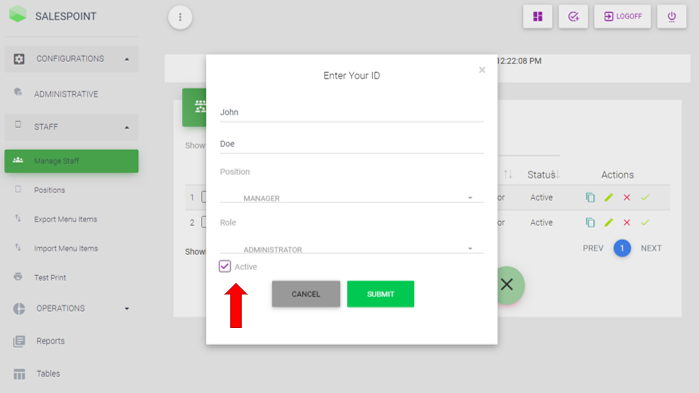 SALESPOINT
LOGOFF
CONFIGURATIONS
ADMINISTRATIVE
STAFF
Manage Staff
Positions
Export Menu Items
Import Menu Items
Test Print
OPERATIONS
Reports
Tables
12:22:08 PM
Enter Your ID
×
John
Doe
Position
MANAGER
Role
ADMINISTRATOR
Active
CANCEL
SUBMIT
Show
Status
Actions
1
or
Active
2
or
Active
Showi
PREV 1 NEXT